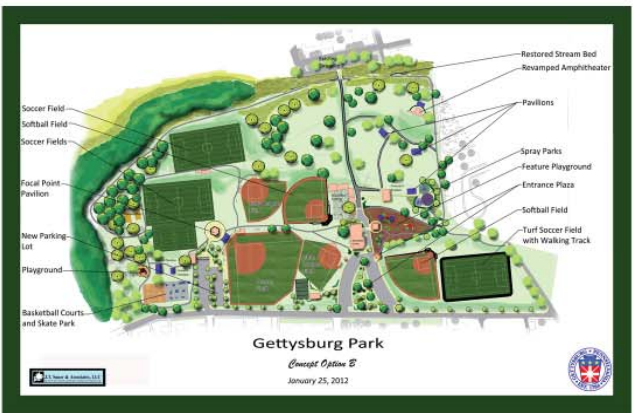 Restored Stream Bed
Revamped Amphitheater
Pavilions
Spray Parks
Feature Playground
Entrance Plaza
Softball Field
Turf Soccer Field
with Walking Track
Soccer Field
Softball Field
Soccer Fields
Focal Point
Pavilion
New Parking
Lot
Playground
Basketball Courts
and Skate Park
Gettysburg Park
Concept Option B
January 25, 2012